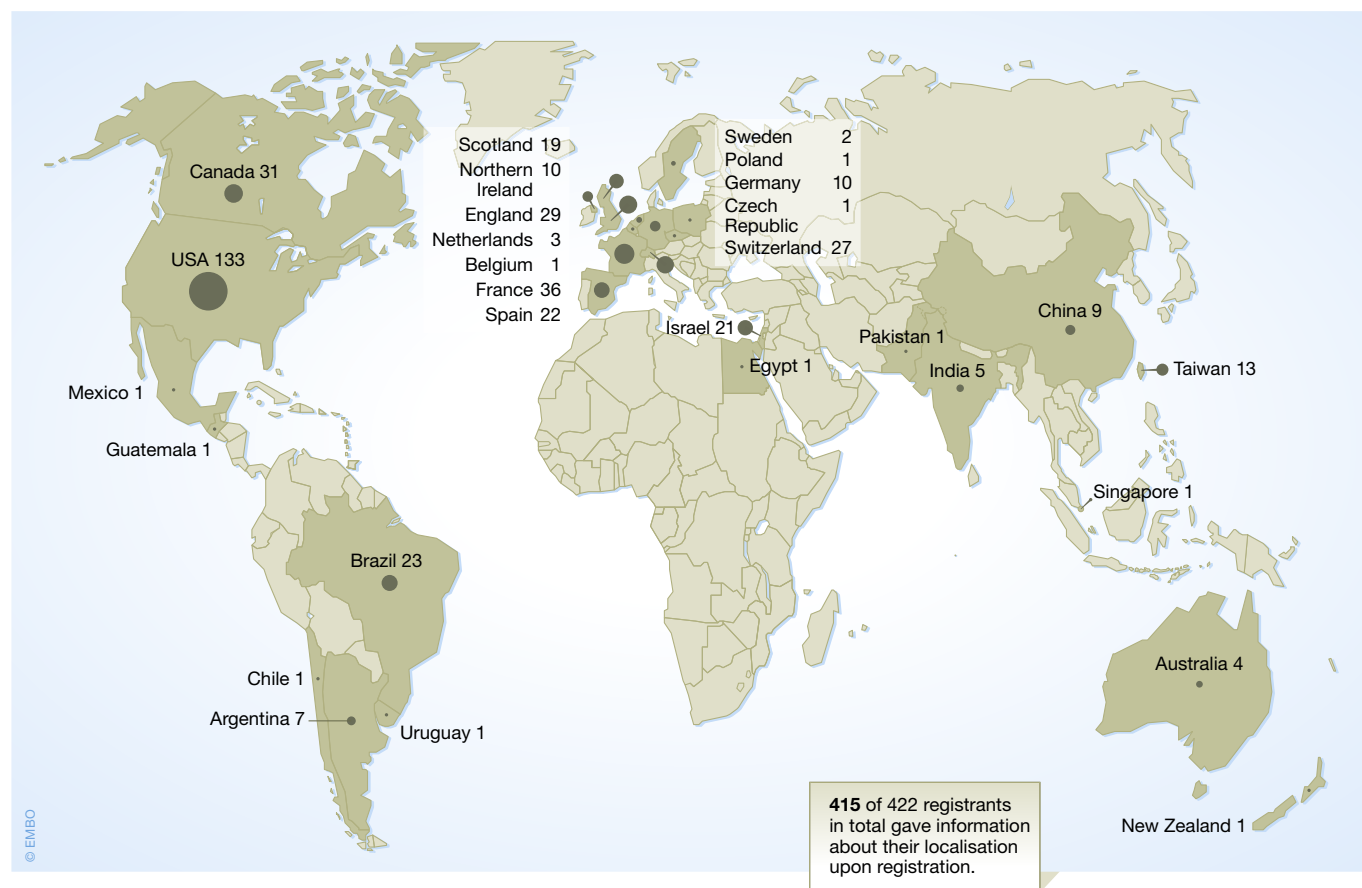 Canada 31
USA 133
Mexico 1
Guatemala 1
Brazil 23
Chile 1
Argentina 7
Uruguay 1
Scotland 19
Northern 10
Ireland
England 29
Netherlands 3
Belgium 1
France 36
Spain 22
Sweden 2
Poland 1
Germany 10
Czech 1
Republic
Switzerland 27
Israel 21
Egypt 1
Pakistan 1
India 5
China 9
Taiwan 13
Singapore 1
Australia 4
New Zealand 1
415 of 422 registrants
in total gave information
about their localisation
upon registration.
© EMBO